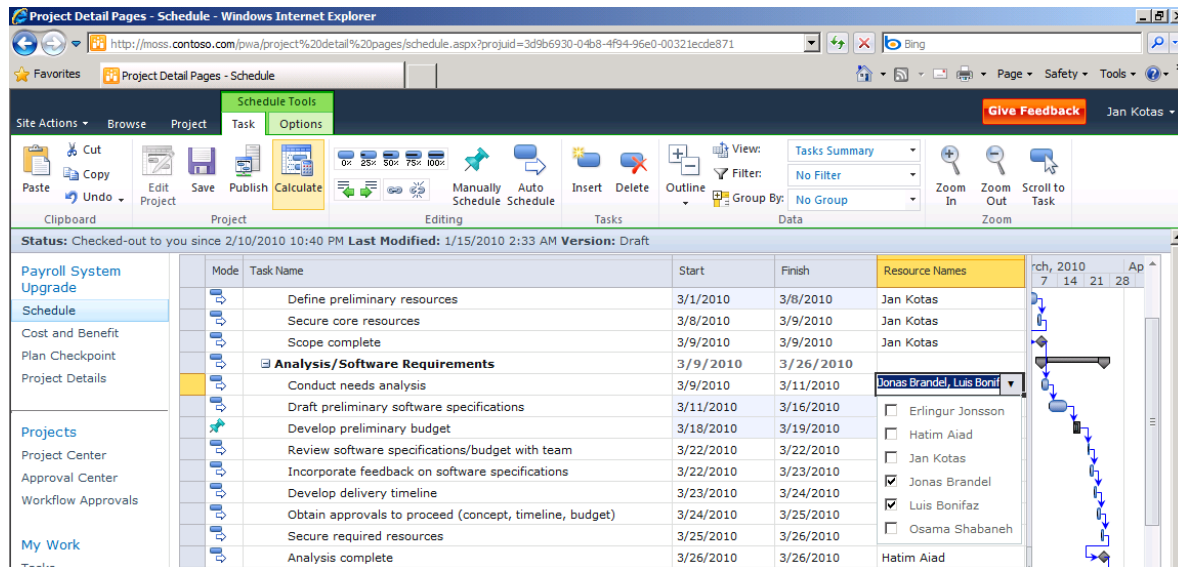 Project Detail Pages - Schedule - Windows Internet Explorer
http://moss.contoso.com/pwa/project%20detail%20pages/schedule.aspx?projuid=3d9b6930-04b8-4f94-96e0-00321ecde871
Bing
Favorites
Project Detail Pages - Schedule
Page
Safety
Tools
Schedule Tools
Give Feedback
Jan Kotas
Site Actions
Browse
Project
Task
Options
Cut
Copy
Undo
Paste
Edit Project
Save
Publish
Calculate
0% 25% 50% 75% 100%
Manually Schedule
Auto Schedule
Insert
Delete
Outline
View: Tasks Summary
Filter: No Filter
Group By: No Group
Zoom In
Zoom Out
Scroll to Task
Clipboard
Project
Editing
Tasks
Data
Zoom
Status: Checked-out to you since 2/10/2010 10:40 PM Last Modified: 1/15/2010 2:33 AM Version: Draft
Payroll System Upgrade
Schedule
Cost and Benefit
Plan Checkpoint
Project Details
Projects
Project Center
Approval Center
Workflow Approvals
My Work
Tasks
Mode Task Name Start Finish Resource Names
rch, 2010 Ap
7 14 21 28
Define preliminary resources 3/1/2010 3/8/2010 Jan Kotas
Secure core resources 3/8/2010 3/9/2010 Jan Kotas
Scope complete 3/9/2010 3/9/2010 Jan Kotas
Analysis/Software Requirements 3/9/2010 3/26/2010
Conduct needs analysis 3/9/2010 3/11/2010 Jonas Brandel, Luis Bonif
Draft preliminary software specifications 3/11/2010 3/16/2010
Develop preliminary budget 3/18/2010 3/19/2010
Review software specifications/budget with team 3/22/2010 3/22/2010
Incorporate feedback on software specifications 3/22/2010 3/23/2010
Develop delivery timeline 3/23/2010 3/24/2010
Obtain approvals to proceed (concept, timeline, budget) 3/24/2010 3/25/2010
Secure required resources 3/25/2010 3/26/2010
Analysis complete 3/26/2010 3/26/2010 Hatim Aiad
Erlingur Jonsson
Hatim Aiad
Jan Kotas
Jonas Brandel
Luis Bonifaz
Osama Shabaneh